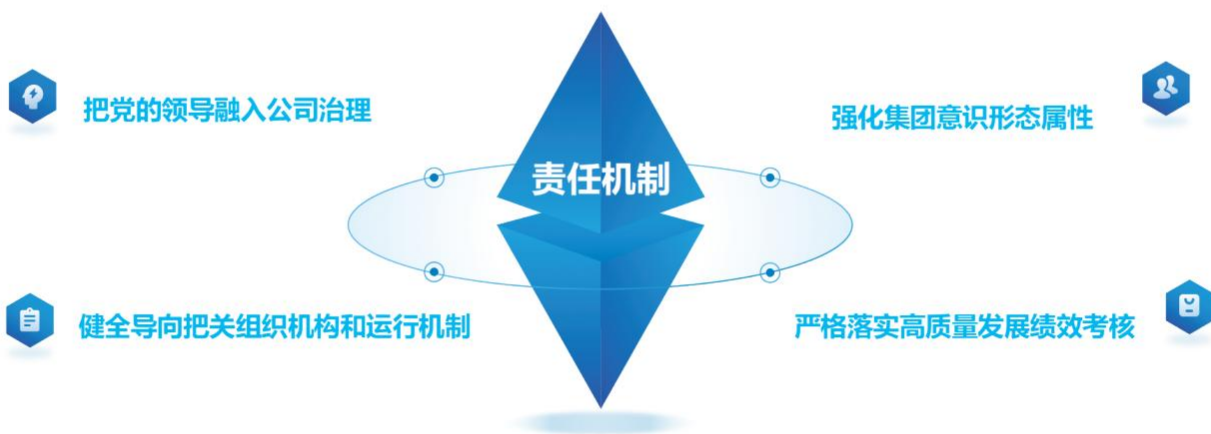 把党的领导融入公司治理
强化集团意识形态属性
责任机制
健全导向把关组织机构和运行机制
严格落实高质量发展绩效考核